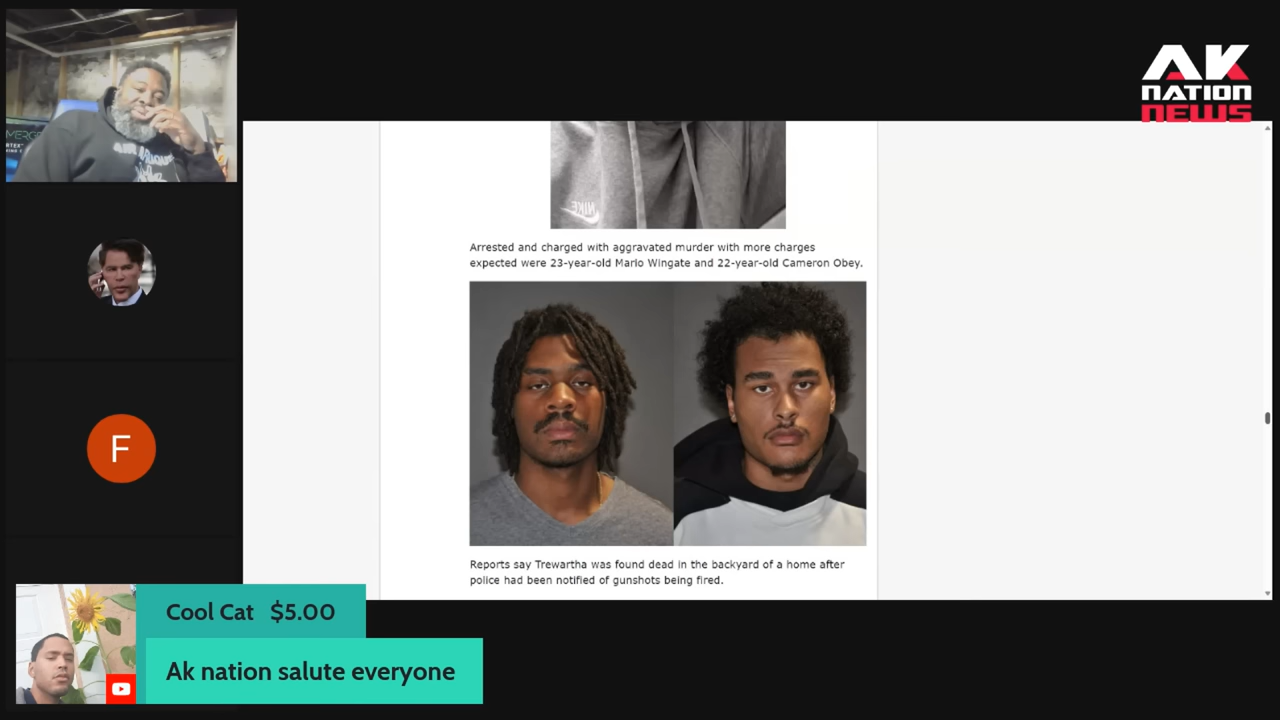 AK
NATION
NEWS
MERGE
NIKE
Arrested and charged with aggravated murder with more charges
expected were 23-year-old Mario Wingate and 22-year-old Cameron Obey.
Reports say Trewartha was found dead in the backyard of a home after
police had been notified of gunshots being fired.
F
Cool Cat $5.00
Ak nation salute everyone